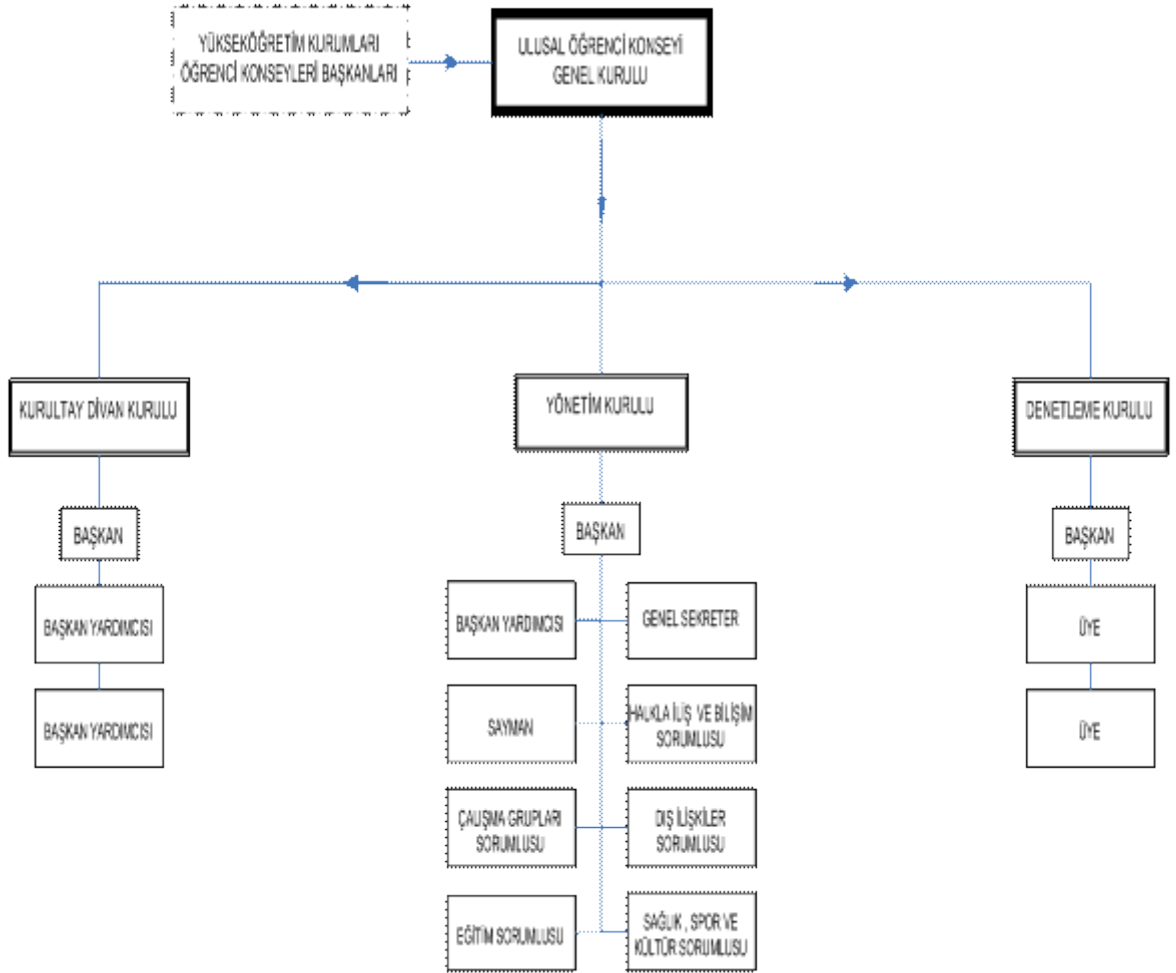 YÜKSEKÖĞRETİM KURUMLARI
ÖĞRENCİ KONSEYLERİ BAŞKANLARI
ULUSAL ÖĞRENCİ KONSEYİ
GENEL KURULU
KURULTAY DİVAN KURULU
BAŞKAN
BAŞKAN YARDIMCISI
BAŞKAN YARDIMCISI
YÖNETİM KURULU
BAŞKAN
BAŞKAN YARDIMCISI
GENEL SEKRETER
SAYMAN
HALKLA İLİŞ VE BİLİŞİM
SORUMLUSU
ÇALIŞMA GRUPLARI
SORUMLUSU
DIŞ İLİŞKİLER
SORUMLUSU
EĞİTİM SORUMLUSU
SAĞLIK , SPOR VE
KÜLTÜR SORUMLUSU
DENETLEME KURULU
BAŞKAN
ÜYE
ÜYE